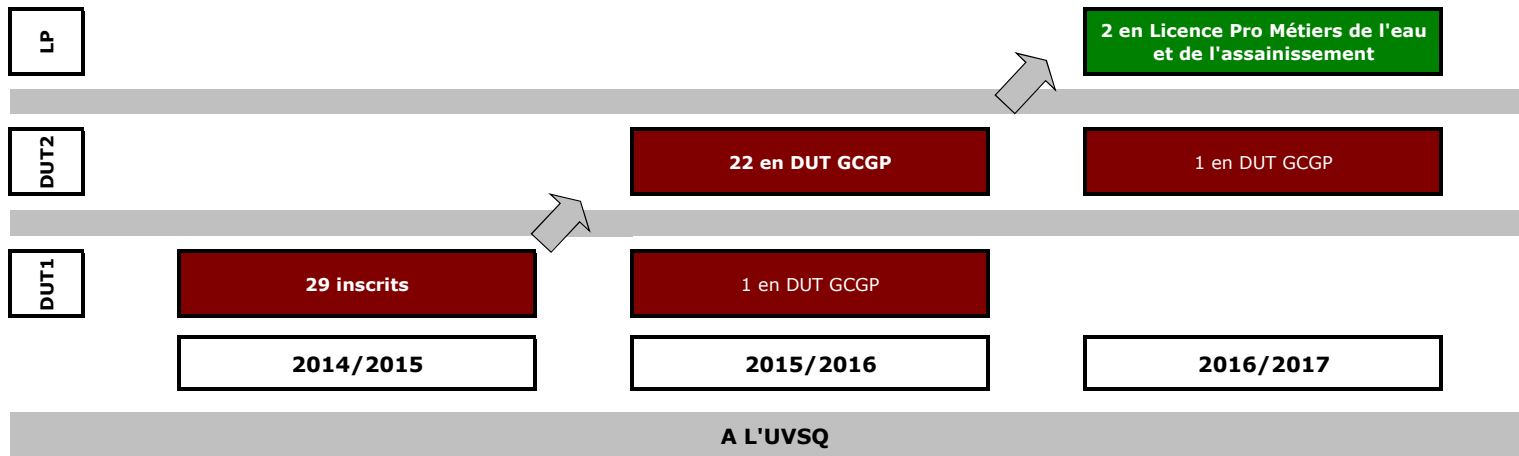 LP
2 en Licence Pro Métiers de l'eau
et de l'assainissement
DUT2
22 en DUT GCGP
1 en DUT GCGP
DUT1
29 inscrits
1 en DUT GCGP
2014/2015
2015/2016
2016/2017
A L'UVSQ